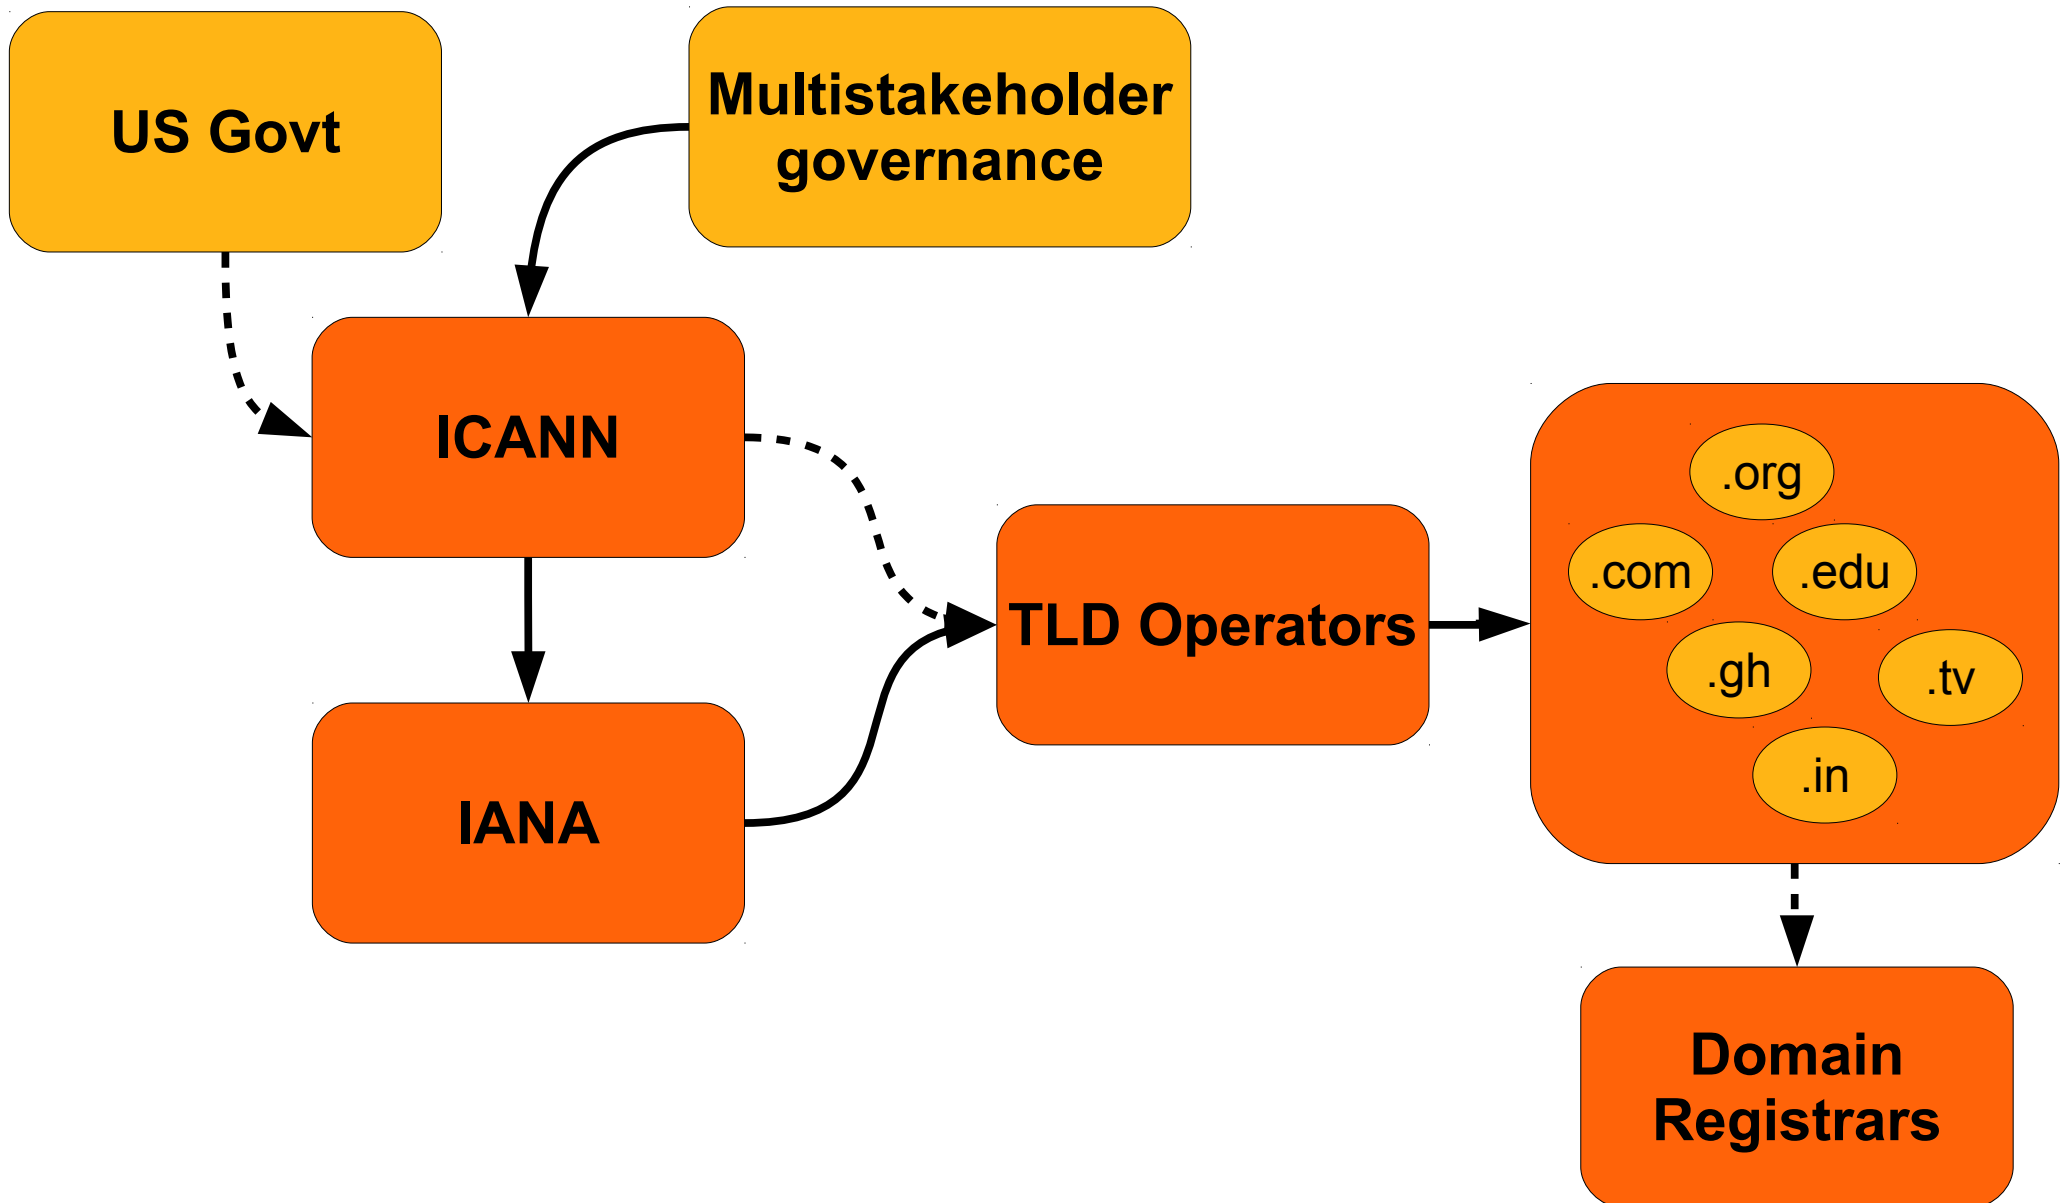 US Govt
Multistakeholder
governance
ICANN
IANA
TLD Operators
.org
.com
.edu
.gh
.tv
.in
Domain
Registrars